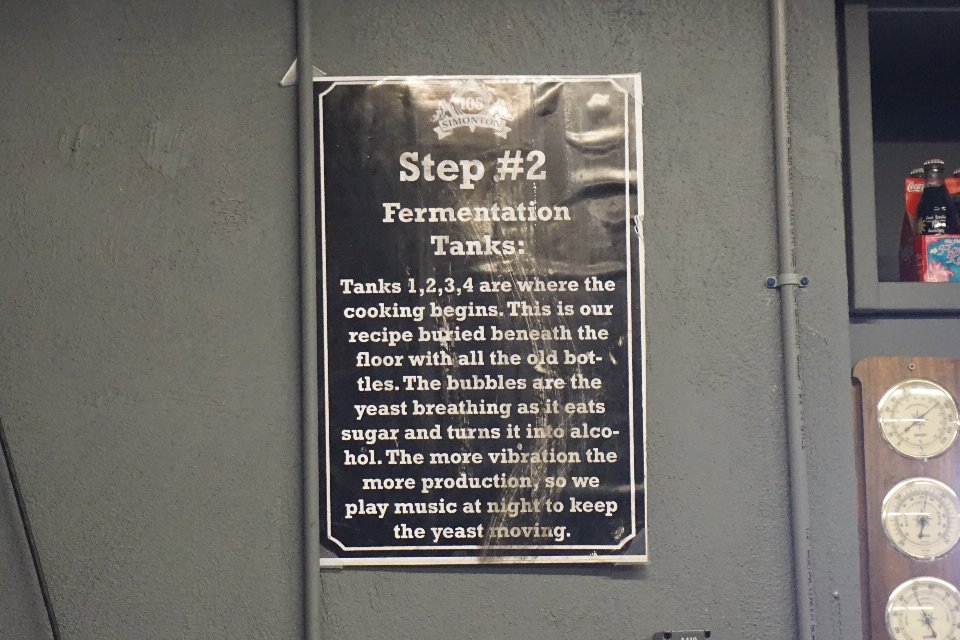 106
SIMONTON
Step #2
Fermentation
Tanks:
Tanks 1,2,3,4 are where the
cooking begins. This is our
recipe buried beneath the
floor with all the old bot-
tles. The bubbles are the
yeast breathing as it eats
sugar and turns it into alco-
hol. The more vibration the
more production, so we
play music at night to keep
the yeast moving.